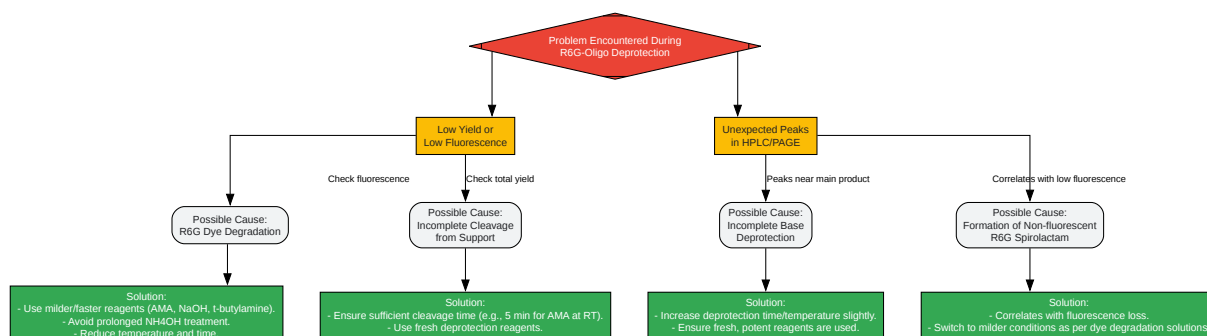 Problem Encountered During
R6G-Oligo Deprotection
Low Yield or
Low Fluorescence
Unexpected Peaks
in HPLC/PAGE
Check fluorescence
Check total yield
Peaks near main product
Correlates with low fluorescence
Possible Cause:
R6G Dye Degradation
Possible Cause:
Incomplete Cleavage
from Support
Possible Cause:
Incomplete Base
Deprotection
Possible Cause:
Formation of Non-fluorescent
R6G Spirolactam
Solution:
- Use milder/faster reagents (AMA, NaOH, t-butylamine).
- Avoid prolonged NH4OH treatment.
- Reduce temperature and time.
Solution:
- Ensure sufficient cleavage time (e.g., 5 min for AMA at RT).
- Use fresh deprotection reagents.
Solution:
- Increase deprotection time/temperature slightly.
- Ensure fresh, potent reagents are used.
Solution:
- Correlates with fluorescence loss.
- Switch to milder conditions as per dye degradation solutions